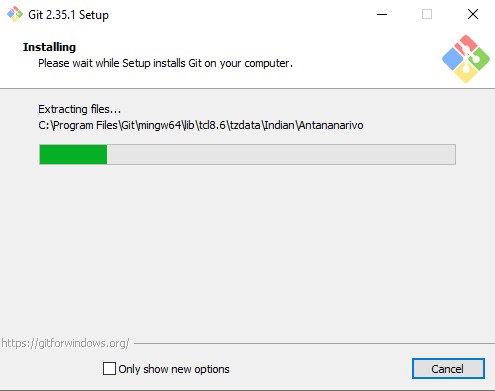 Git 2.35.1 Setup
Installing
Please wait while Setup installs Git on your computer.
Extracting files...
C:\Program Files\Git\mingw64\lib\tcl8.6\tzdata\Indian\Antananarivo
https://gitforwindows.org/
Only show new options
Cancel